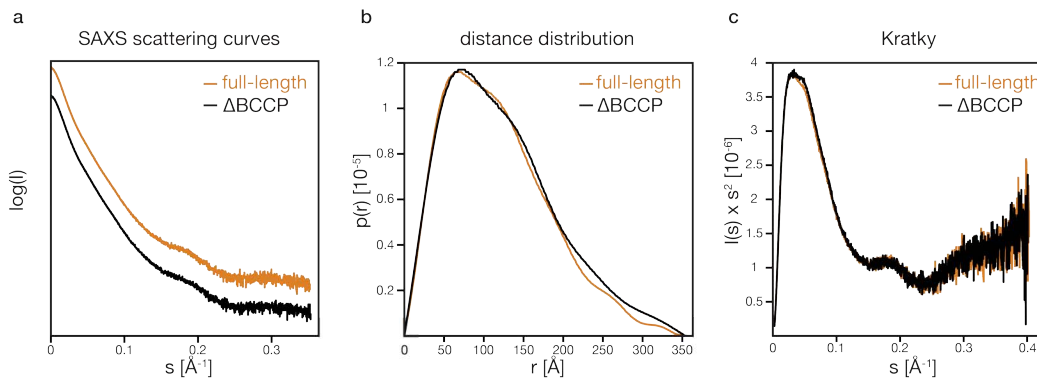 a
SAXS scattering curves
full-length
ΔBCCP
log(I)
0
0.1
0.2
0.3
s [Å-1]
b
distance distribution
full-length
ΔBCCP
p(r) [10-5]
1.2
1
0.8
0.6
0.4
0.2
0
50
100
150
200
250
300
350
r [Å]
c
Kratky
full-length
ΔBCCP
I(s) x s2 [10-6]
4
3.5
3
2.5
2
1.5
1
0.5
0
0.1
0.2
0.3
0.4
s [Å-1]